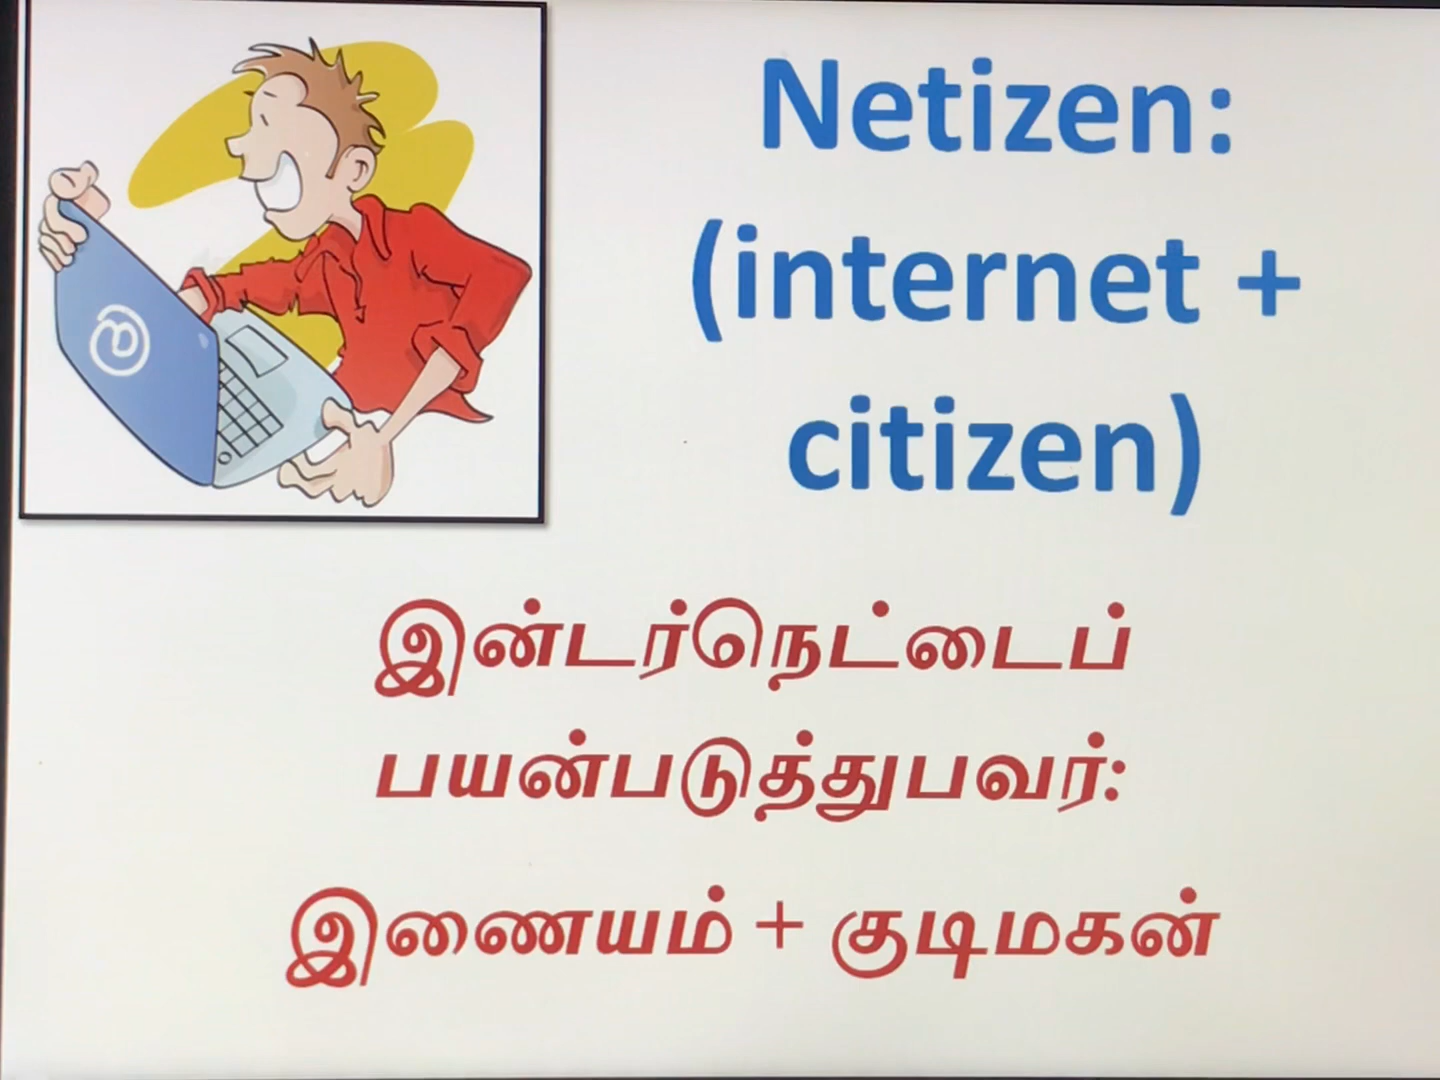 Netizen:
(internet +
citizen)
@
இன்டர்நெட்டைப்
பயன்படுத்துபவர்:
இணையம் + குடிமகன்